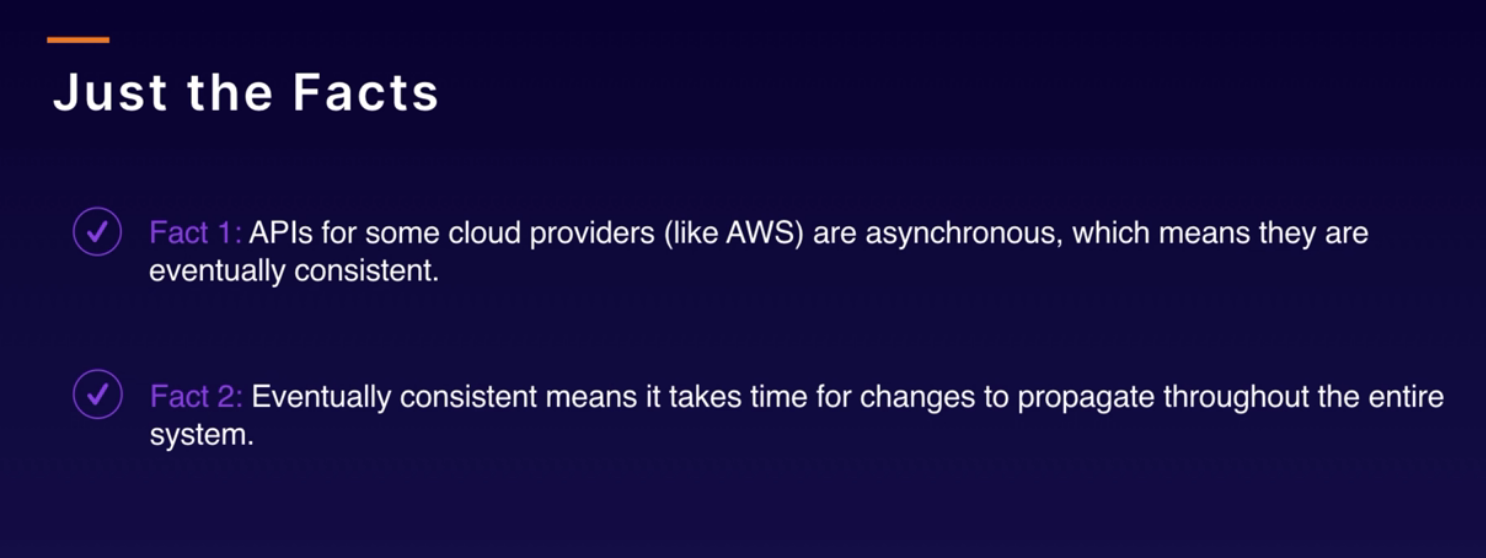 Just the Facts
Fact 1: APIs for some cloud providers (like AWS) are asynchronous, which means they are
eventually consistent.
Fact 2: Eventually consistent means it takes time for changes to propagate throughout the entire
system.